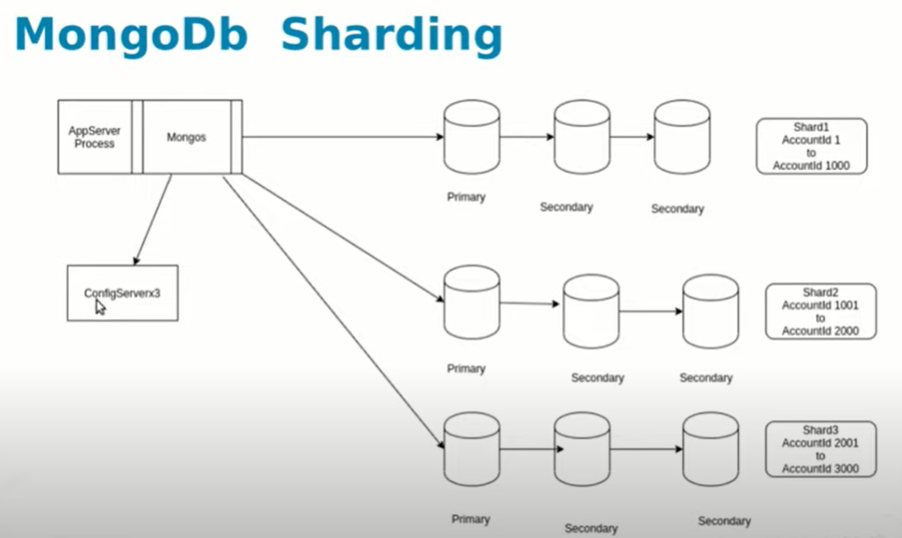 MongoDb Sharding
AppServer
Process
Mongos
Primary
Secondary
Secondary
Shard1
AccountId 1
to
AccountId 1000
ConfigServerx3
Primary
Secondary
Secondary
Shard2
AccountId 1001
to
AccountId 2000
Primary
Secondary
Secondary
Shard3
AccountId 2001
to
AccountId 3000